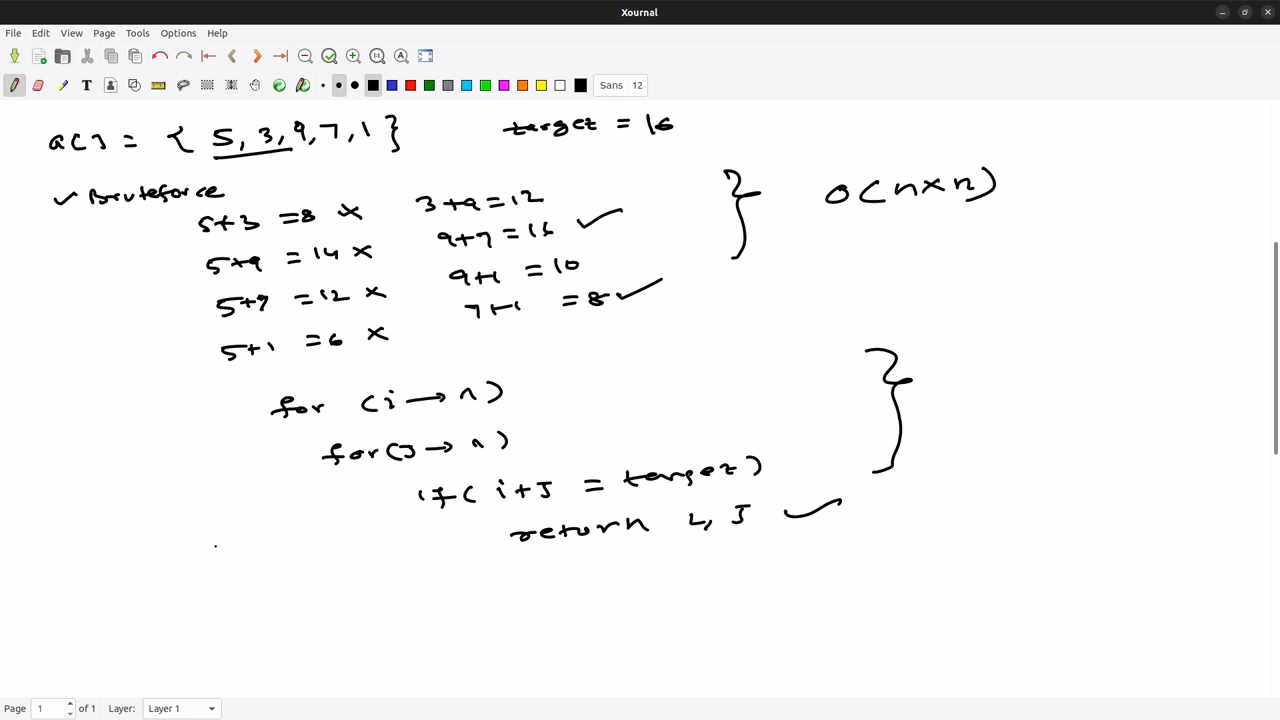 Xournal
File Edit View Page Tools Options Help
Sans 12
a[] = { 5, 3, 9, 7, 1 } target = 16
✓ Bruteforce
5+3 = 8 × 3+9 = 12 O(n×n)
5+9 = 14 × 9+7 = 16 ✓
5+7 = 12 × 9+1 = 10
5+1 = 6 × 7+1 = 8 ✓
for (i → n)
for(J → n)
if( i+J = target)
return i, J ✓
Page 1 of 1 Layer: Layer 1